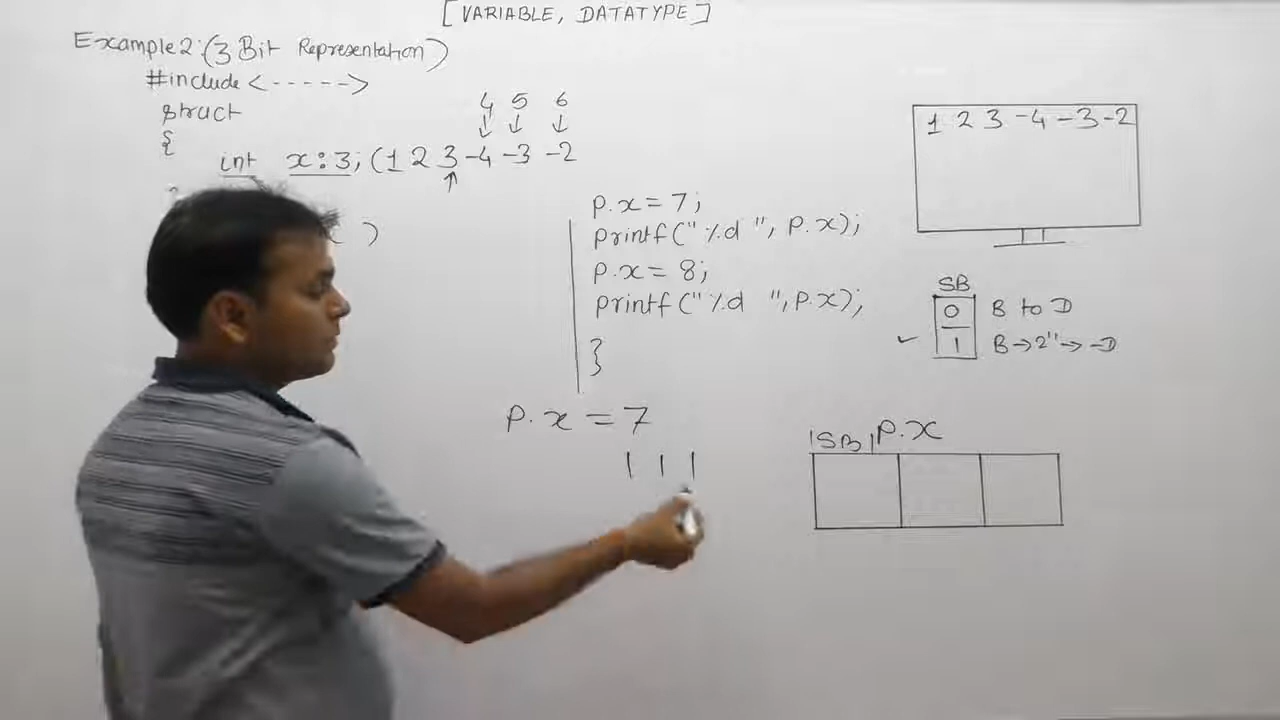 [VARIABLE, DATATYPE]
Example2:(3 Bit Representation)
#include<----->
struct
{
4 5 6
↓ ↓ ↓
int x:3; (1 2 3 -4 -3 -2
↑
)
p.x = 7;
printf("%d ", p.x);
p.x = 8;
printf("%d ", p.x);
}
p.x = 7
1 1 1
1 2 3 -4 -3 -2
SB
0 B to D
✓ 1 B→2"→-D
|SB| p.x